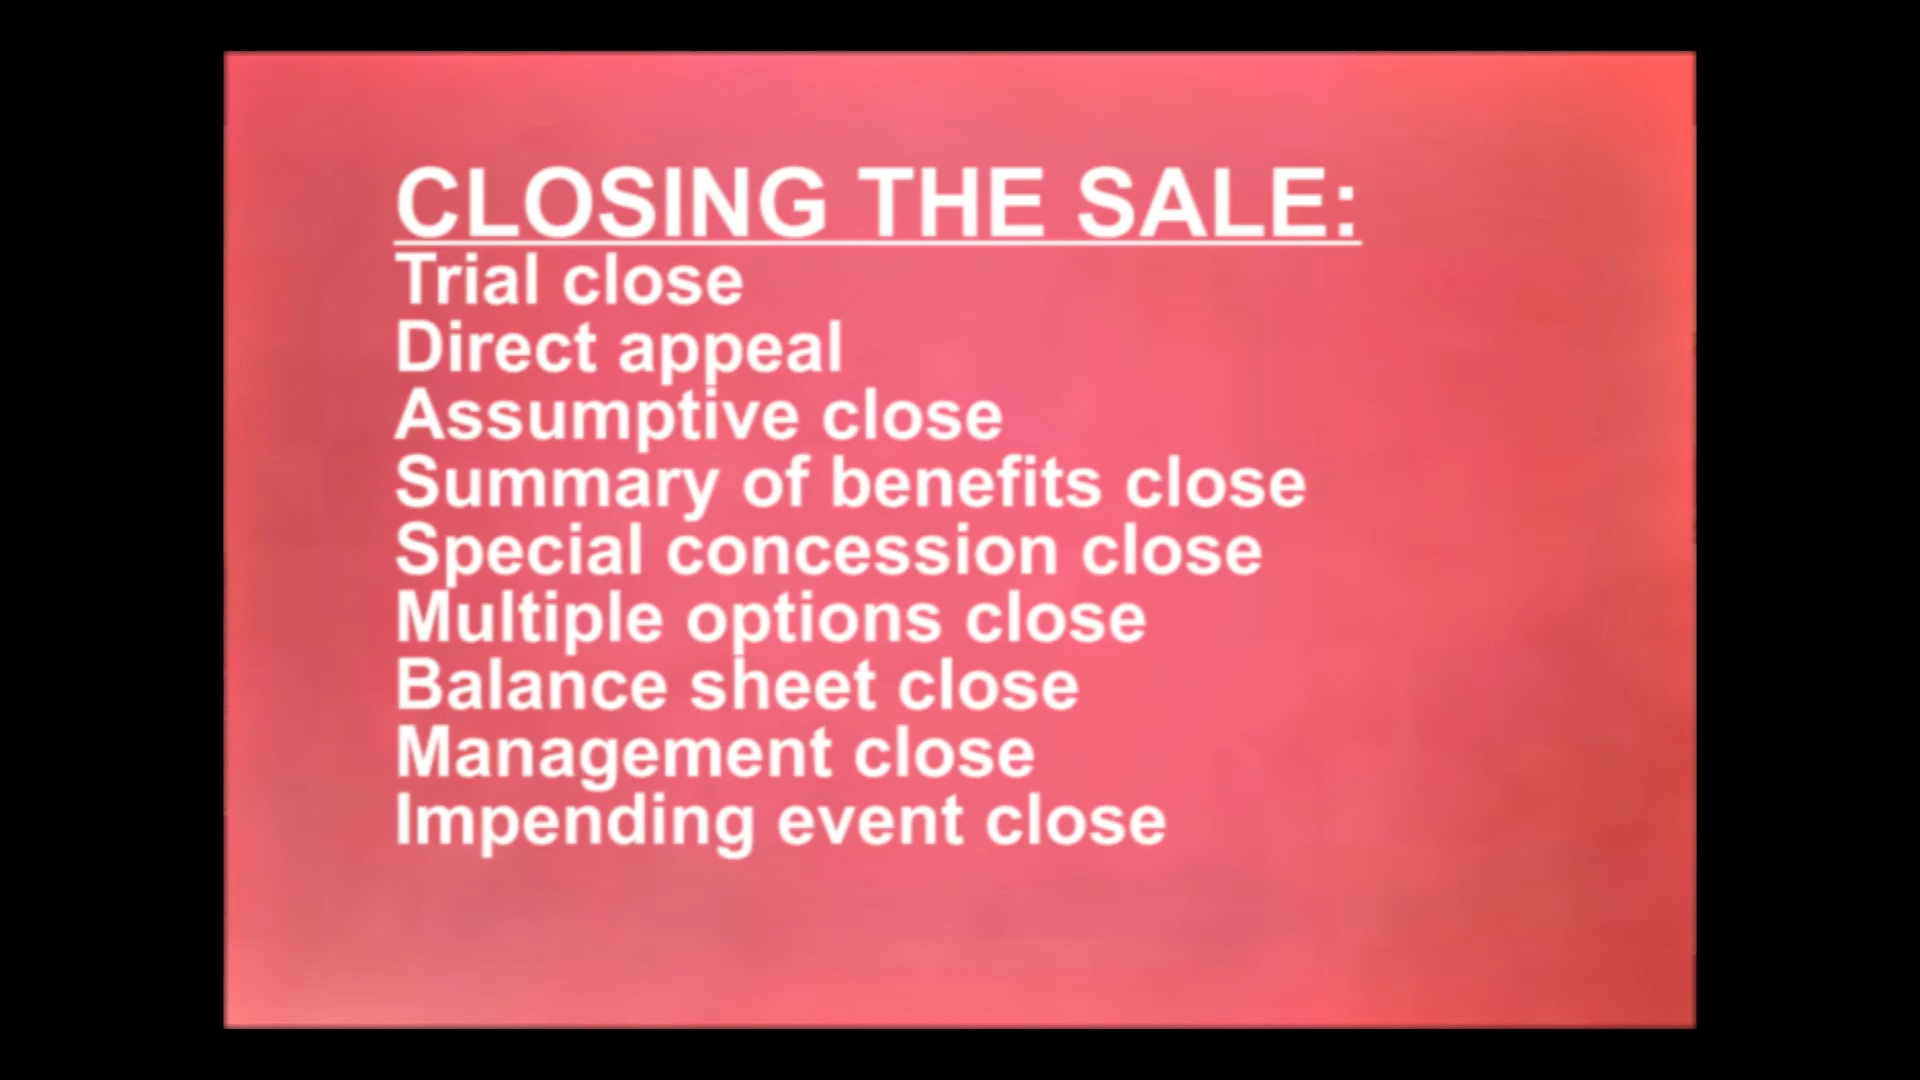 CLOSING THE SALE:
Trial close
Direct appeal
Assumptive close
Summary of benefits close
Special concession close
Multiple options close
Balance sheet close
Management close
Impending event close